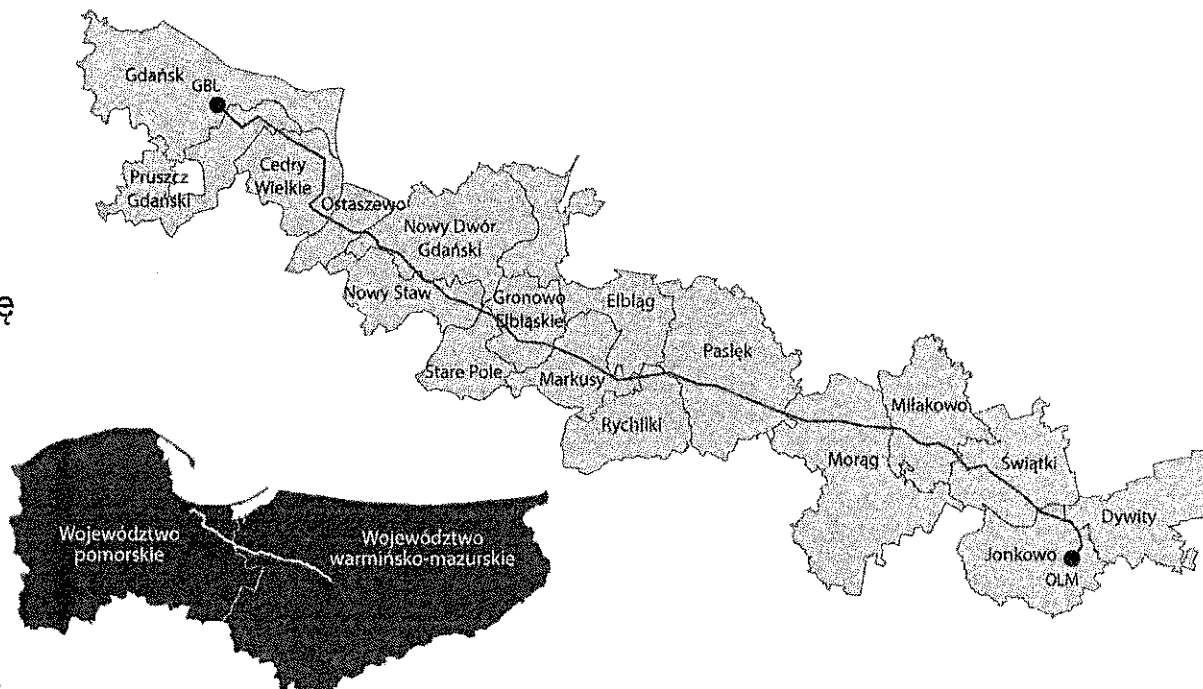 Gdańsk
GBL
Pruszcz
Gdański
Cedry
Wielkie
Ostaszewo
Nowy Dwór
Gdański
Nowy Staw
Gronowo
Elbląskie
Elbląg
Stare Pole
Markusy
Pasłęk
Rychliki
Miłakowo
Morąg
Świątki
Dywity
Jonkowo
OLM
ę
Województwo
pomorskie
Województwo
warmińsko-mazurskie